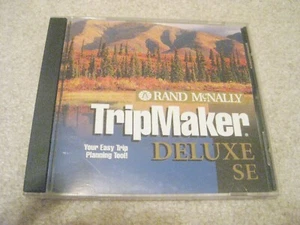 RAND MCNALLY
TripMaker.
Your Easy Trip
Planning Tool!
DELUXE
SE